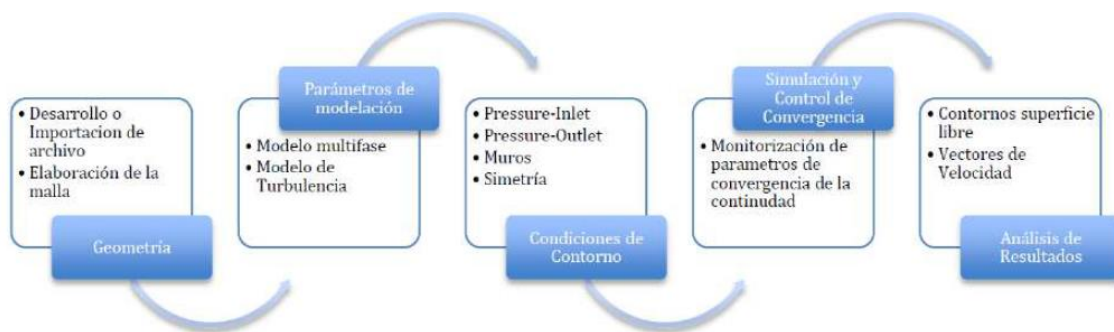 • Desarrollo o
Importacion de
archivo
• Elaboración de la
malla
Geometría
Parámetros de
modelación
• Modelo multifase
• Modelo de
Turbulencia
• Pressure-Inlet
• Pressure-Outlet
• Muros
• Simetría
Condiciones de
Contorno
Simulación y
Control de
Convergencia
• Monitorización de
parametros de
convergencia de la
continudad
• Contornos superficie
libre
• Vectores de
Velocidad
Análisis de
Resultados